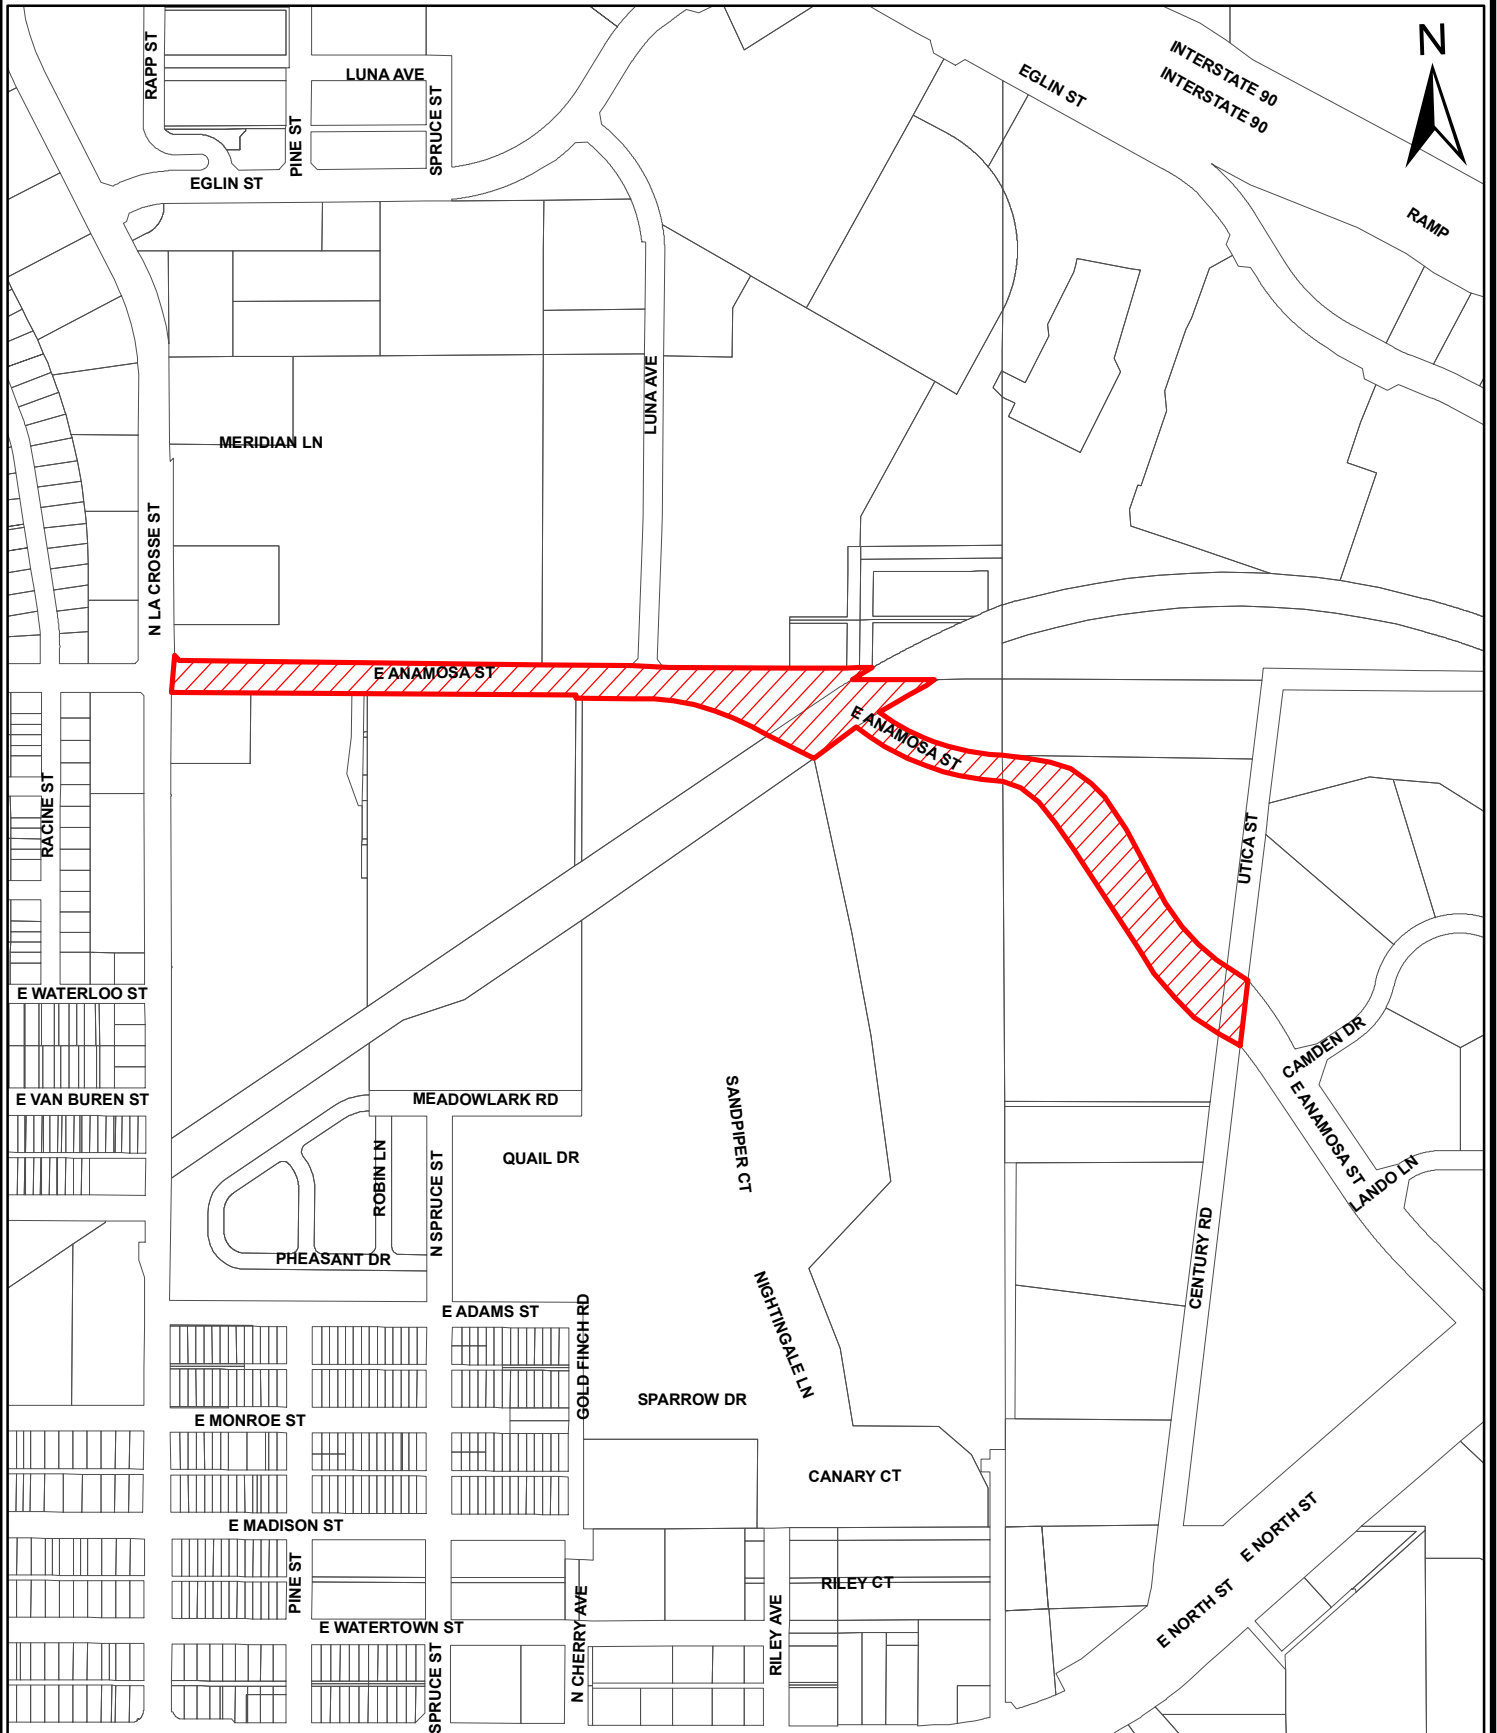 N
INTERSTATE 90
INTERSTATE 90
RAPP ST
LUNA AVE
EGLIN ST
SPRUCE ST
PINE ST
EGLIN ST
RAMP
LUNA AVE
MERIDIAN LN
N LA CROSSE ST
E ANAMOSA ST
E ANAMOSA ST
RACINE ST
UTICA ST
E WATERLOO ST
CAMDEN DR
E VAN BUREN ST
MEADOWLARK RD
SANDPIPER CT
E ANAMOSA ST
QUAIL DR
ROBIN LN
N SPRUCE ST
LANDO LN
CENTURY RD
PHEASANT DR
E ADAMS ST
GOLD FINCH RD
NIGHTINGALE LN
SPARROW DR
E MONROE ST
CANARY CT
E MADISON ST
E NORTH ST
PINE ST
RILEY CT
N CHERRY AVE
E NORTH ST
E WATERTOWN ST
RILEY AVE
SPRUCE ST